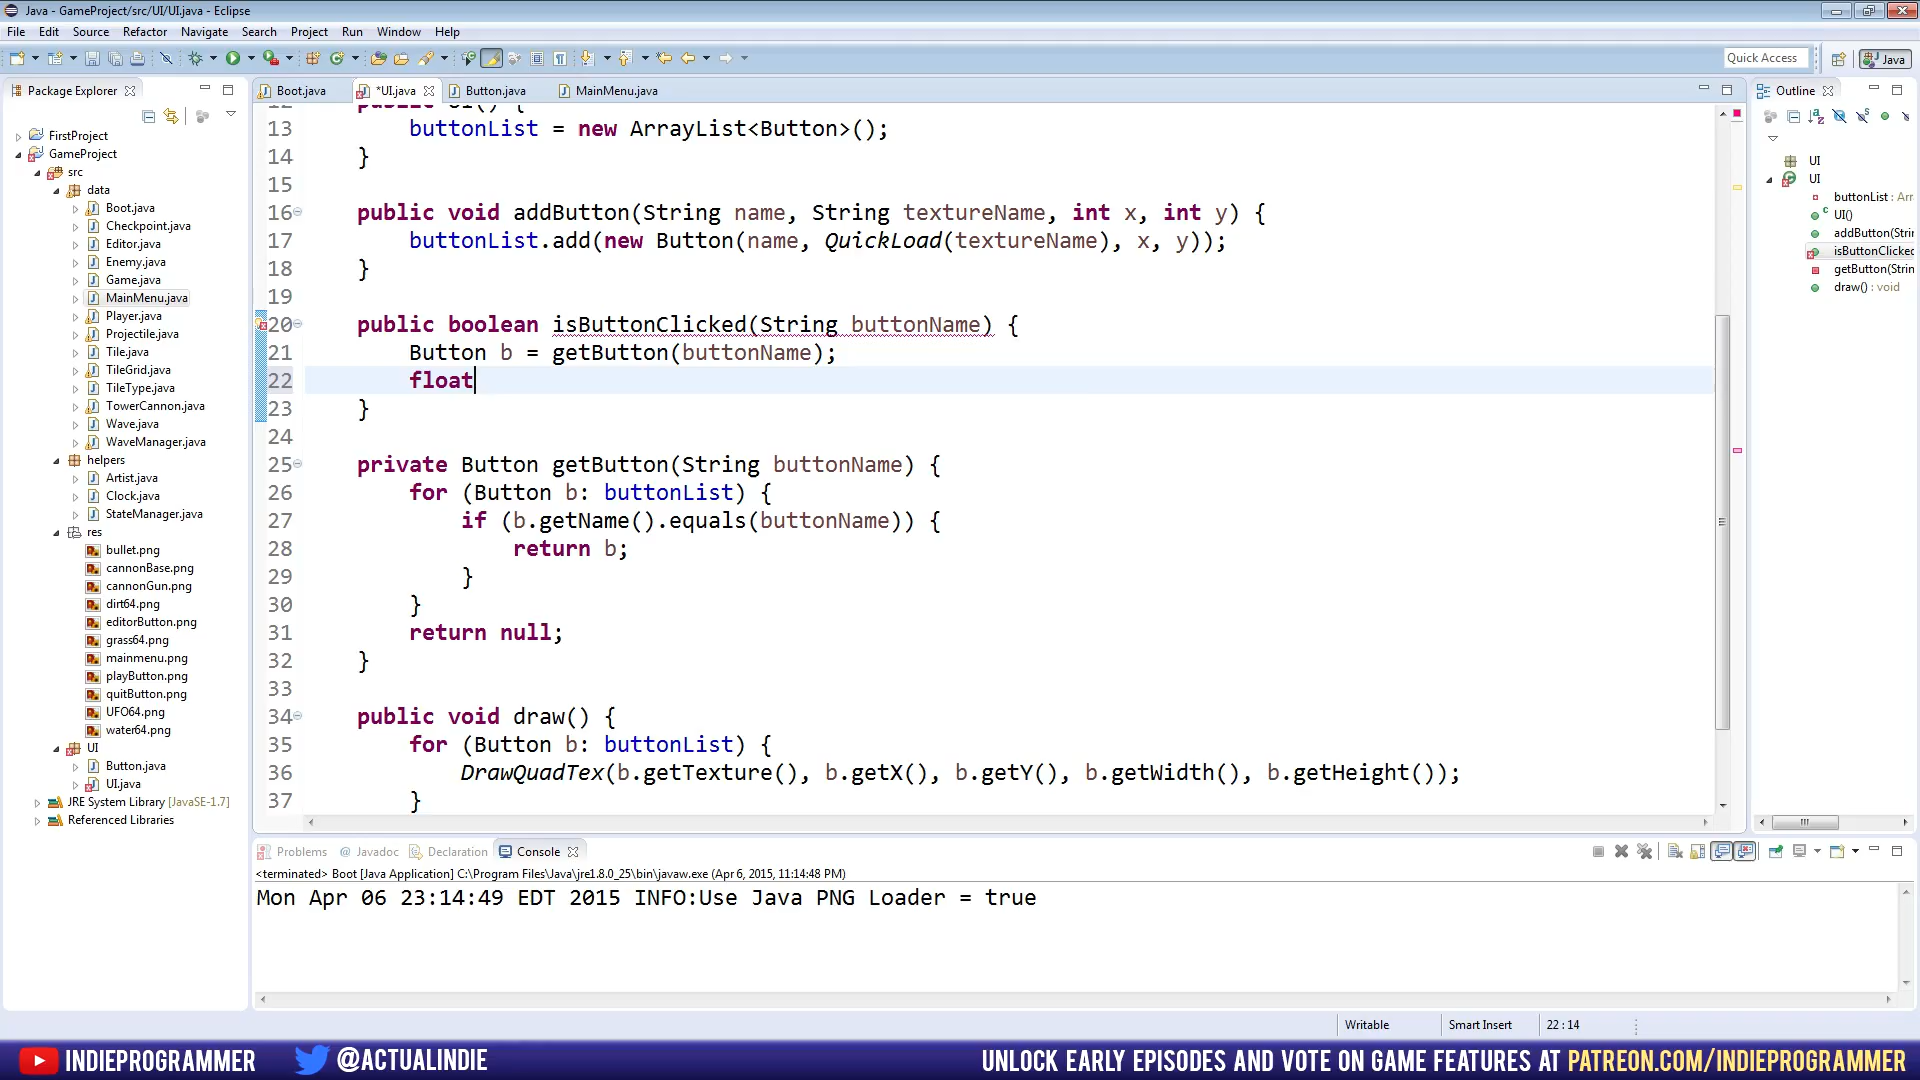 Java - GameProject/src/UI/UI.java - Eclipse
File Edit Source Refactor Navigate Search Project Run Window Help
Quick Access
Java
Package Explorer
FirstProject
GameProject
src
data
Boot.java
Checkpoint.java
Editor.java
Enemy.java
Game.java
MainMenu.java
Player.java
Projectile.java
Tile.java
TileGrid.java
TileType.java
TowerCannon.java
Wave.java
WaveManager.java
helpers
Artist.java
Clock.java
StateManager.java
res
bullet.png
cannonBase.png
cannonGun.png
dirt64.png
editorButton.png
grass64.png
mainmenu.png
playButton.png
quitButton.png
UFO64.png
water64.png
UI
Button.java
UI.java
JRE System Library [JavaSE-1.7]
Referenced Libraries
Boot.java *UI.java Button.java MainMenu.java
12 public UI() {
13 buttonList = new ArrayList<Button>();
14 }
15
16 public void addButton(String name, String textureName, int x, int y) {
17 buttonList.add(new Button(name, QuickLoad(textureName), x, y));
18 }
19
20 public boolean isButtonClicked(String buttonName) {
21 Button b = getButton(buttonName);
22 float
23 }
24
25 private Button getButton(String buttonName) {
26 for (Button b: buttonList) {
27 if (b.getName().equals(buttonName)) {
28 return b;
29 }
30 }
31 return null;
32 }
33
34 public void draw() {
35 for (Button b: buttonList) {
36 DrawQuadTex(b.getTexture(), b.getX(), b.getY(), b.getWidth(), b.getHeight());
37 }
Outline
UI
UI
buttonList : Arr
UI()
addButton(Stri
isButtonClicked
getButton(Strin
draw() : void
Problems Javadoc Declaration Console
<terminated> Boot [Java Application] C:\Program Files\Java\jre1.8.0_25\bin\javaw.exe (Apr 6, 2015, 11:14:48 PM)
Mon Apr 06 23:14:49 EDT 2015 INFO:Use Java PNG Loader = true
Writable Smart Insert 22 : 14
INDIEPROGRAMMER @ACTUALINDIE UNLOCK EARLY EPISODES AND VOTE ON GAME FEATURES AT PATREON.COM/INDIEPROGRAMMER